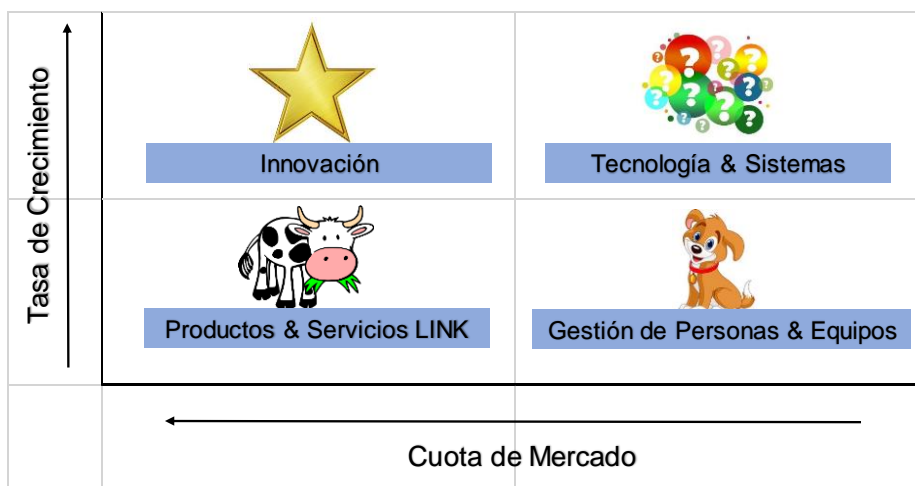 Tasa de Crecimiento
Innovación
Tecnología & Sistemas
Productos & Servicios LINK
Gestión de Personas & Equipos
Cuota de Mercado
? ? ? ? ? ? ? ? ? ? ?